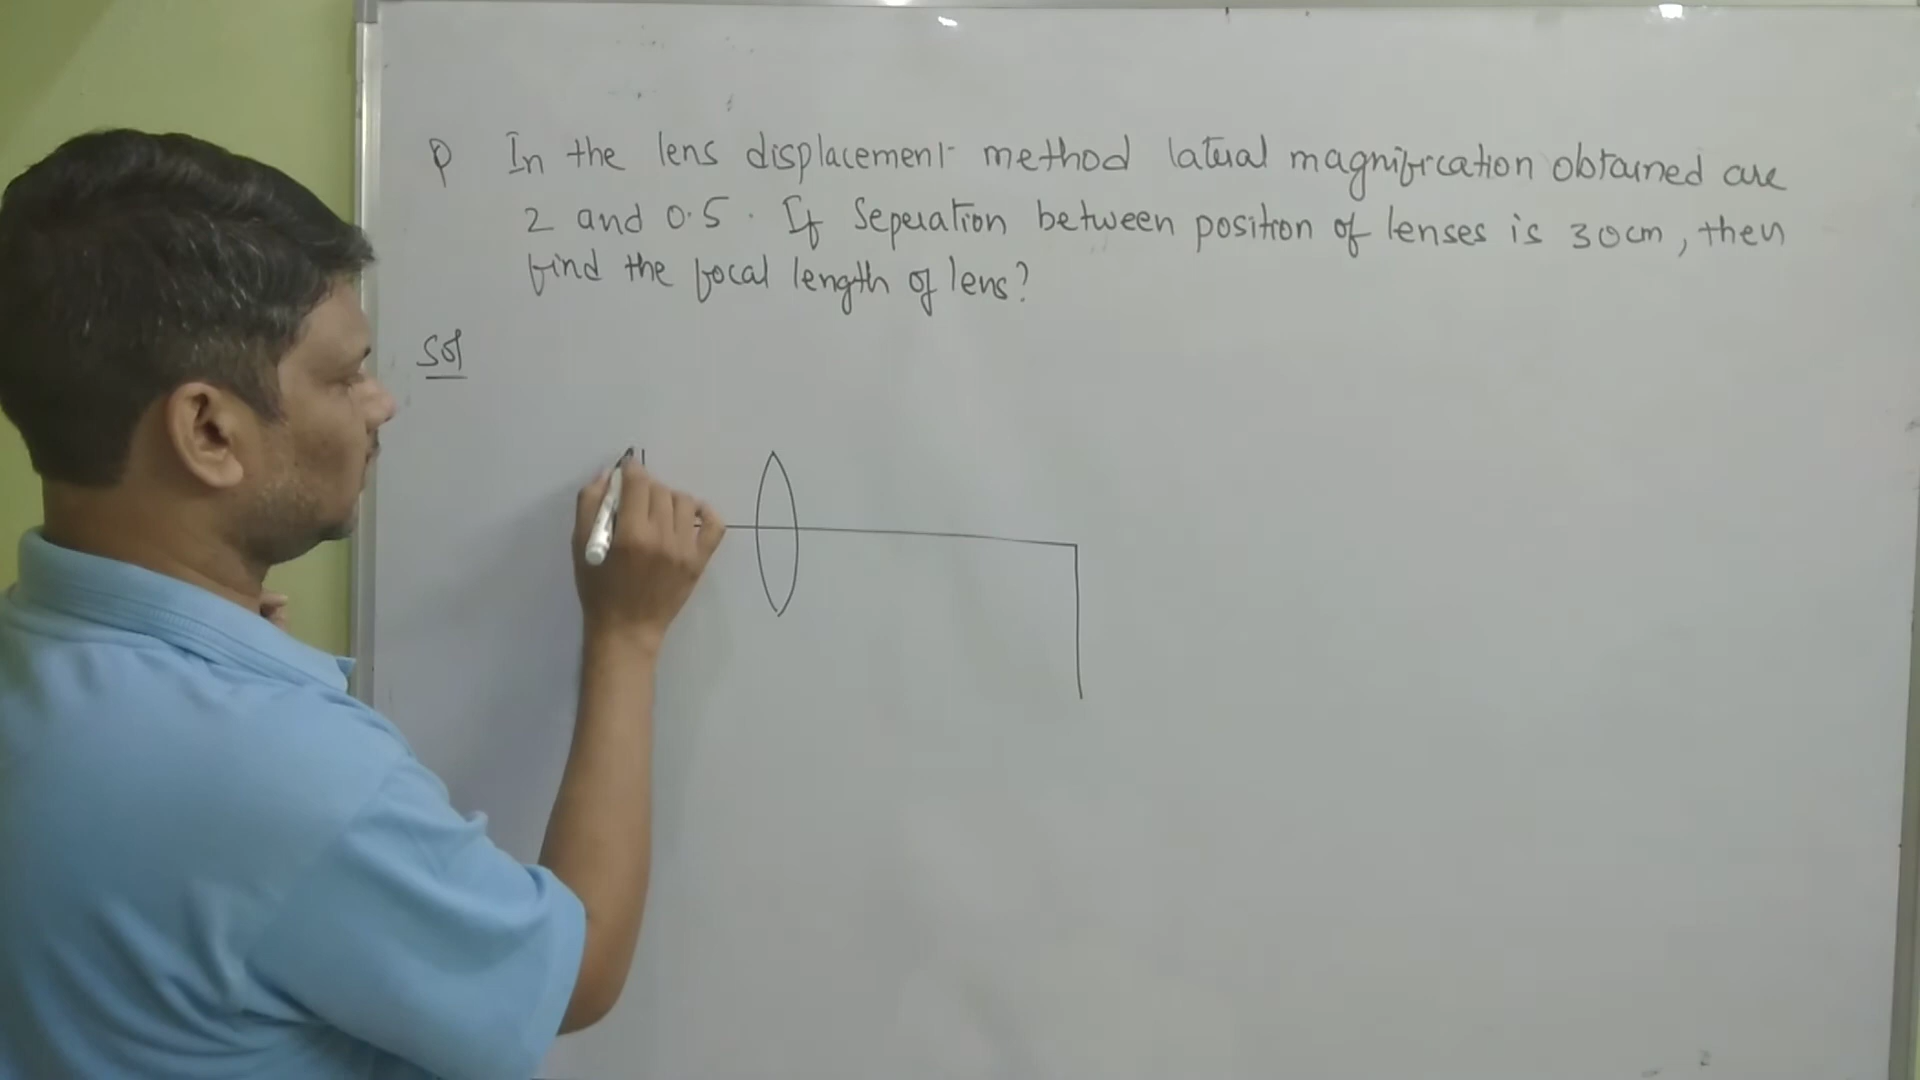 Q In the lens displacement method lateral magnification obtained are
2 and 0.5. If Seperation between position of lenses is 30cm, then
find the focal length of lens?
Sol